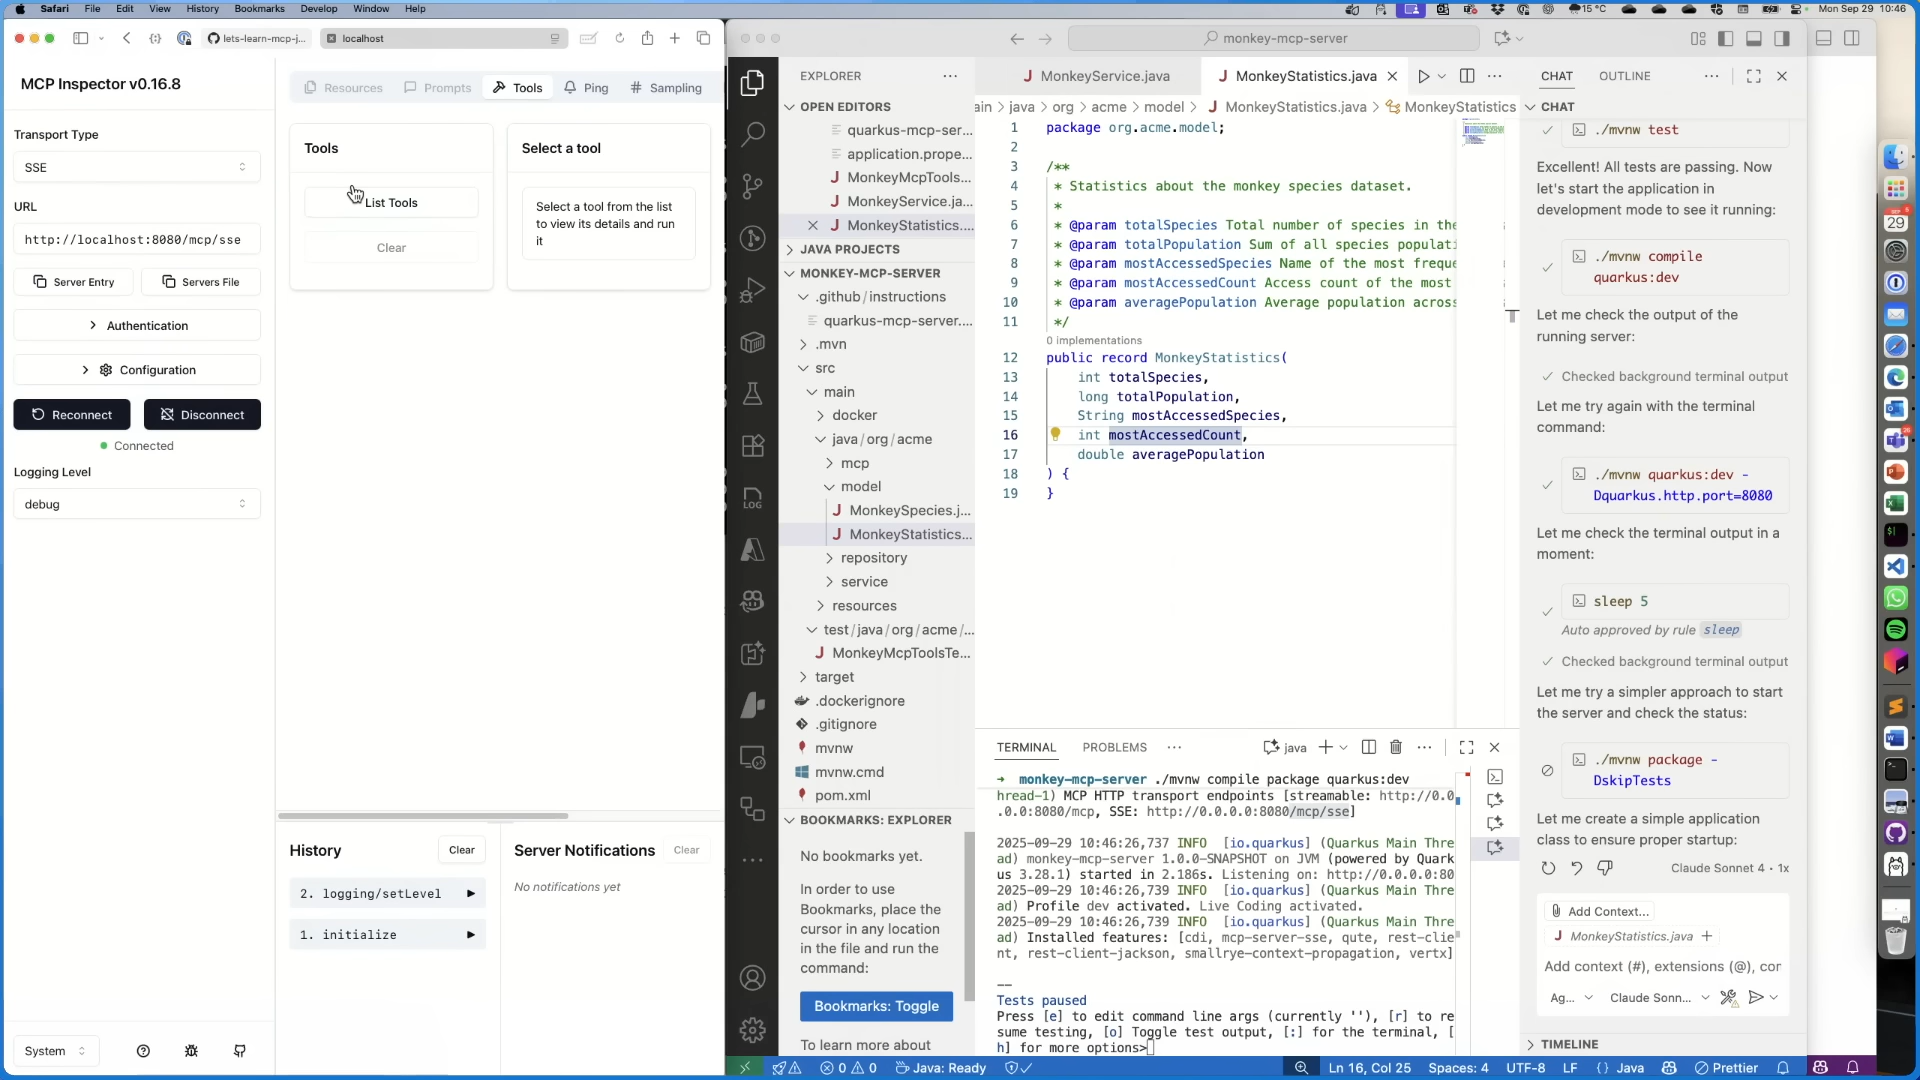 Safari File Edit View History Bookmarks Develop Window Help
15 °C Mon Sep 29 10:46
lets-learn-mcp-j... localhost
MCP Inspector v0.16.8
Transport Type
SSE
URL
http://localhost:8080/mcp/sse
Server Entry Servers File
Authentication
Configuration
Reconnect Disconnect
Connected
Logging Level
debug
System
Resources Prompts Tools Ping Sampling
Tools
List Tools
Clear
Select a tool
Select a tool from the list
to view its details and run
it
History Clear
2. logging/setLevel
1. initialize
Server Notifications Clear
No notifications yet
monkey-mcp-server
EXPLORER
OPEN EDITORS
quarkus-mcp-ser...
application.prope...
MonkeyMcpTools...
MonkeyService.ja...
MonkeyStatistics....
JAVA PROJECTS
MONKEY-MCP-SERVER
.github/instructions
quarkus-mcp-server....
.mvn
src
main
docker
java/org/acme
mcp
model
MonkeySpecies.j...
MonkeyStatistics...
repository
service
resources
test/java/org/acme/...
MonkeyMcpToolsTe...
target
.dockerignore
.gitignore
mvnw
mvnw.cmd
pom.xml
BOOKMARKS: EXPLORER
No bookmarks yet.
In order to use
Bookmarks, place the
cursor in any location
in the file and run the
command:
Bookmarks: Toggle
To learn more about
MonkeyService.java MonkeyStatistics.java
ain > java > org > acme > model > MonkeyStatistics.java > MonkeyStatistics
1 package org.acme.model;
2
3 /**
4 * Statistics about the monkey species dataset.
5 *
6 * @param totalSpecies Total number of species in the
7 * @param totalPopulation Sum of all species populati
8 * @param mostAccessedSpecies Name of the most freque
9 * @param mostAccessedCount Access count of the most
10 * @param averagePopulation Average population across
11 */
0 implementations
12 public record MonkeyStatistics(
13 int totalSpecies,
14 long totalPopulation,
15 String mostAccessedSpecies,
16 int mostAccessedCount,
17 double averagePopulation
18 ) {
19 }
TERMINAL PROBLEMS java
→ monkey-mcp-server ./mvnw compile package quarkus:dev
hread-1) MCP HTTP transport endpoints [streamable: http://0.0
.0.0:8080/mcp, SSE: http://0.0.0.0:8080/mcp/sse]
2025-09-29 10:46:26,737 INFO [io.quarkus] (Quarkus Main Thre
ad) monkey-mcp-server 1.0.0-SNAPSHOT on JVM (powered by Quark
us 3.28.1) started in 2.186s. Listening on: http://0.0.0.0:80
2025-09-29 10:46:26,739 INFO [io.quarkus] (Quarkus Main Thre
ad) Profile dev activated. Live Coding activated.
2025-09-29 10:46:26,739 INFO [io.quarkus] (Quarkus Main Thre
ad) Installed features: [cdi, mcp-server-sse, qute, rest-clie
nt, rest-client-jackson, smallrye-context-propagation, vertx]
--
Tests paused
Press [e] to edit command line args (currently ''), [r] to re
sume testing, [o] Toggle test output, [:] for the terminal, [
h] for more options>
CHAT OUTLINE
CHAT
./mvnw test
Excellent! All tests are passing. Now
let's start the application in
development mode to see it running:
./mvnw compile
quarkus:dev
Let me check the output of the
running server:
Checked background terminal output
Let me try again with the terminal
command:
./mvnw quarkus:dev -
Dquarkus.http.port=8080
Let me check the terminal output in a
moment:
sleep 5
Auto approved by rule sleep
Checked background terminal output
Let me try a simpler approach to start
the server and check the status:
./mvnw package -
DskipTests
Let me create a simple application
class to ensure proper startup:
Claude Sonnet 4 • 1x
Add Context...
MonkeyStatistics.java +
Add context (#), extensions (@), cor
Ag... Claude Sonn...
TIMELINE
0 0 Java: Ready Ln 16, Col 25 Spaces: 4 UTF-8 LF {} Java Prettier